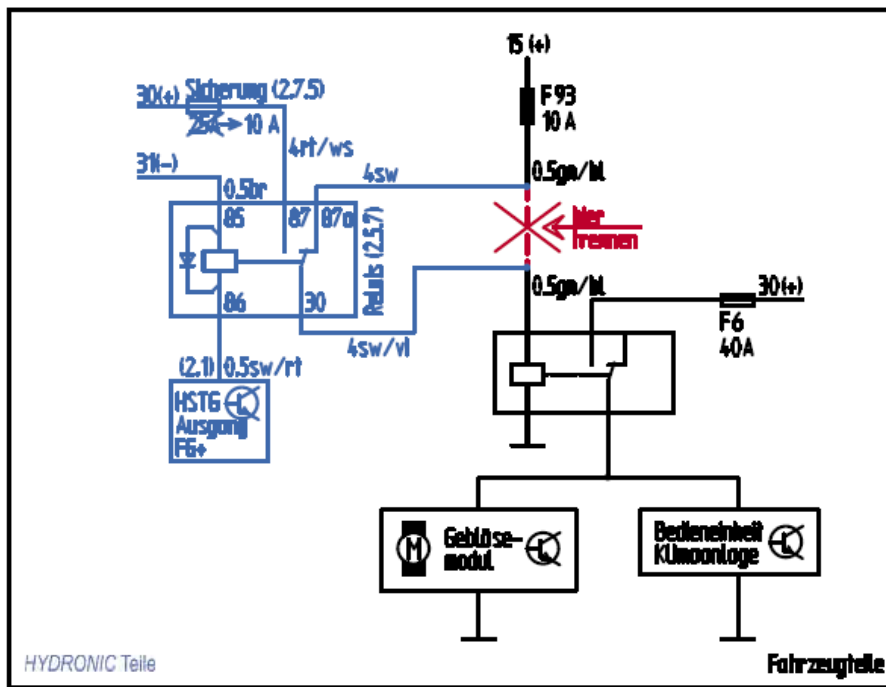 15 (+)
Sicherung (2.7.5)
30(+)
25A → 10 A
F93
10 A
4rt/ws
31(-)
0.5br
4sw
0.5gn/bl
85
87
87a
hier
trennen
Relais (2.5.7)
86
30
0.5gn/bl
30(+)
F6
40A
4sw/vl
(2.1)
0.5sw/rt
HSTG
Ausgang
FG+
M
Gebläse-
modul
Bedieneinheit
Klimaanlage
HYDRONIC Teile
Fahrzeugteile